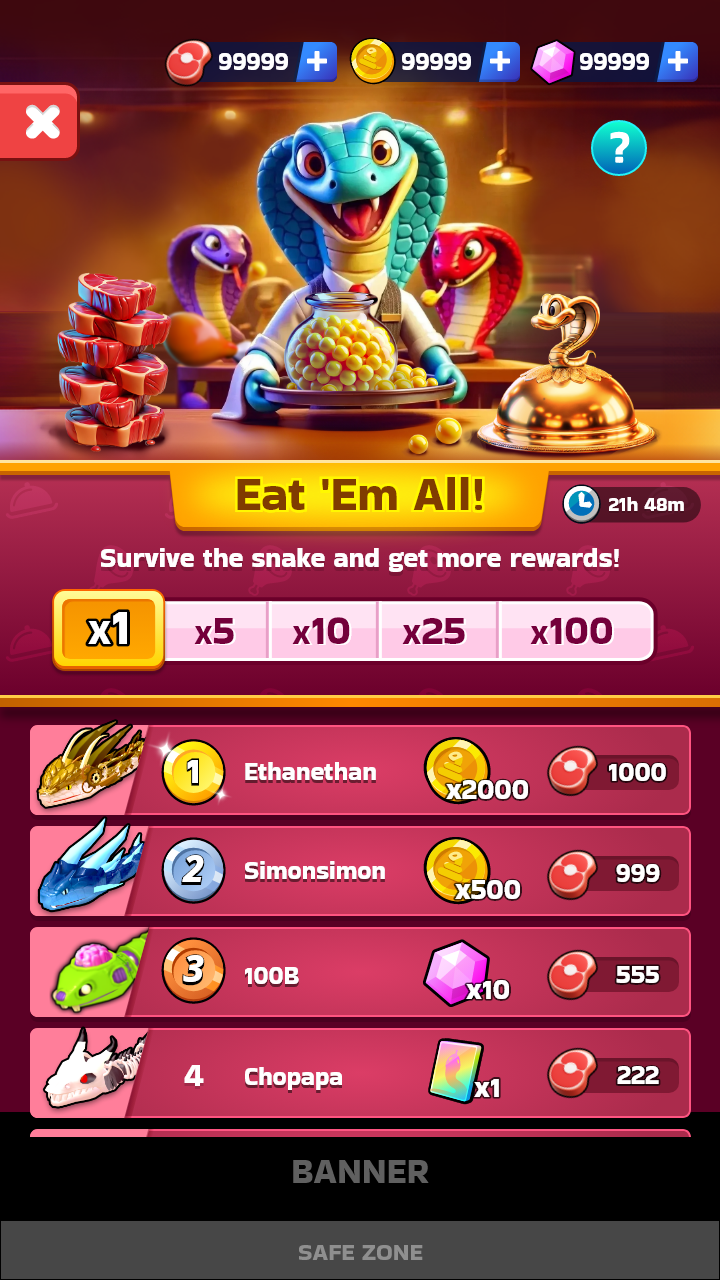 99999 + 99999 + 99999 +
?
Eat 'Em All!
21h 48m
Survive the snake and get more rewards!
x1 x5 x10 x25 x100
1 Ethanethan x2000 1000
2 Simonsimon x500 999
3 100B x10 555
4 Chopapa x1 222
BANNER
SAFE ZONE